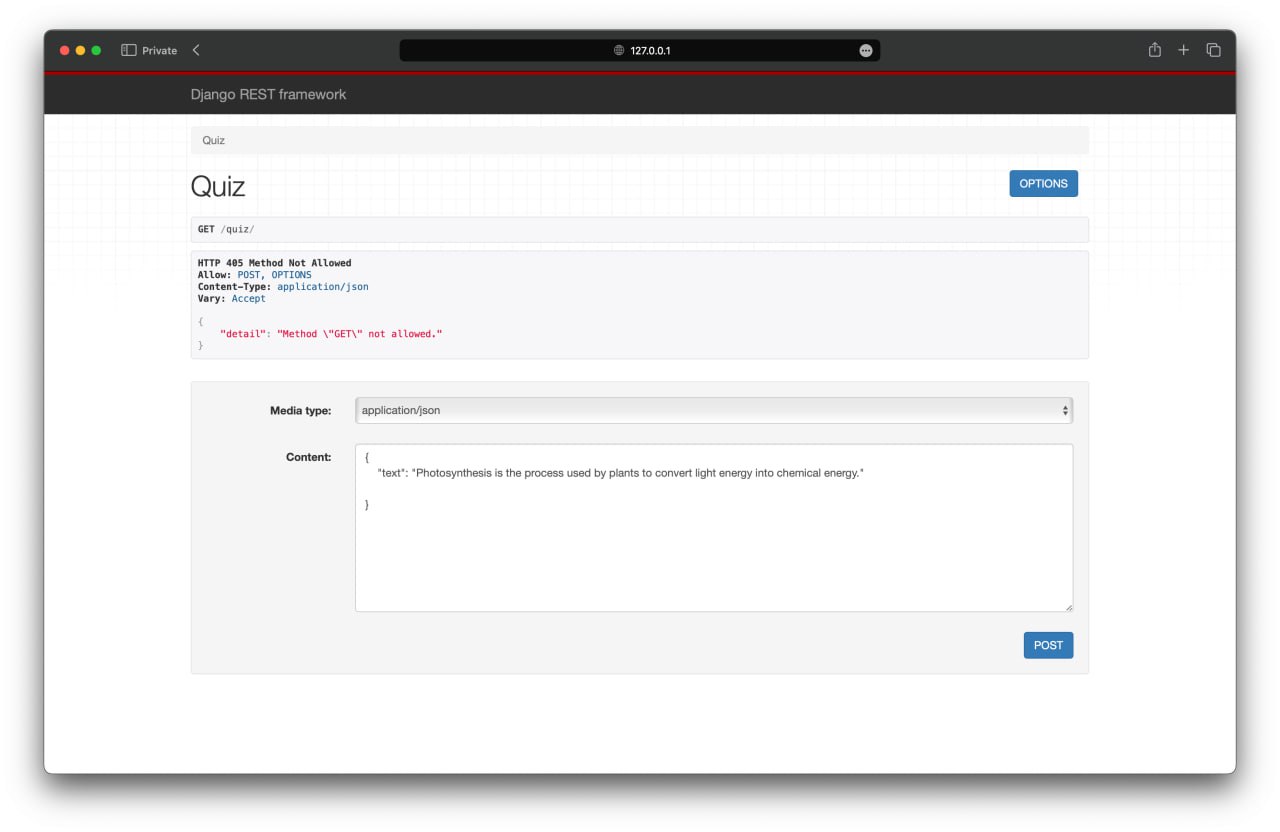 Private
127.0.0.1
Django REST framework
Quiz
Quiz
OPTIONS
GET /quiz/
HTTP 405 Method Not Allowed
Allow: POST, OPTIONS
Content-Type: application/json
Vary: Accept
{
    "detail": "Method \"GET\" not allowed."
}
Media type:
application/json
Content:
{
    "text": "Photosynthesis is the process used by plants to convert light energy into chemical energy."
}
POST